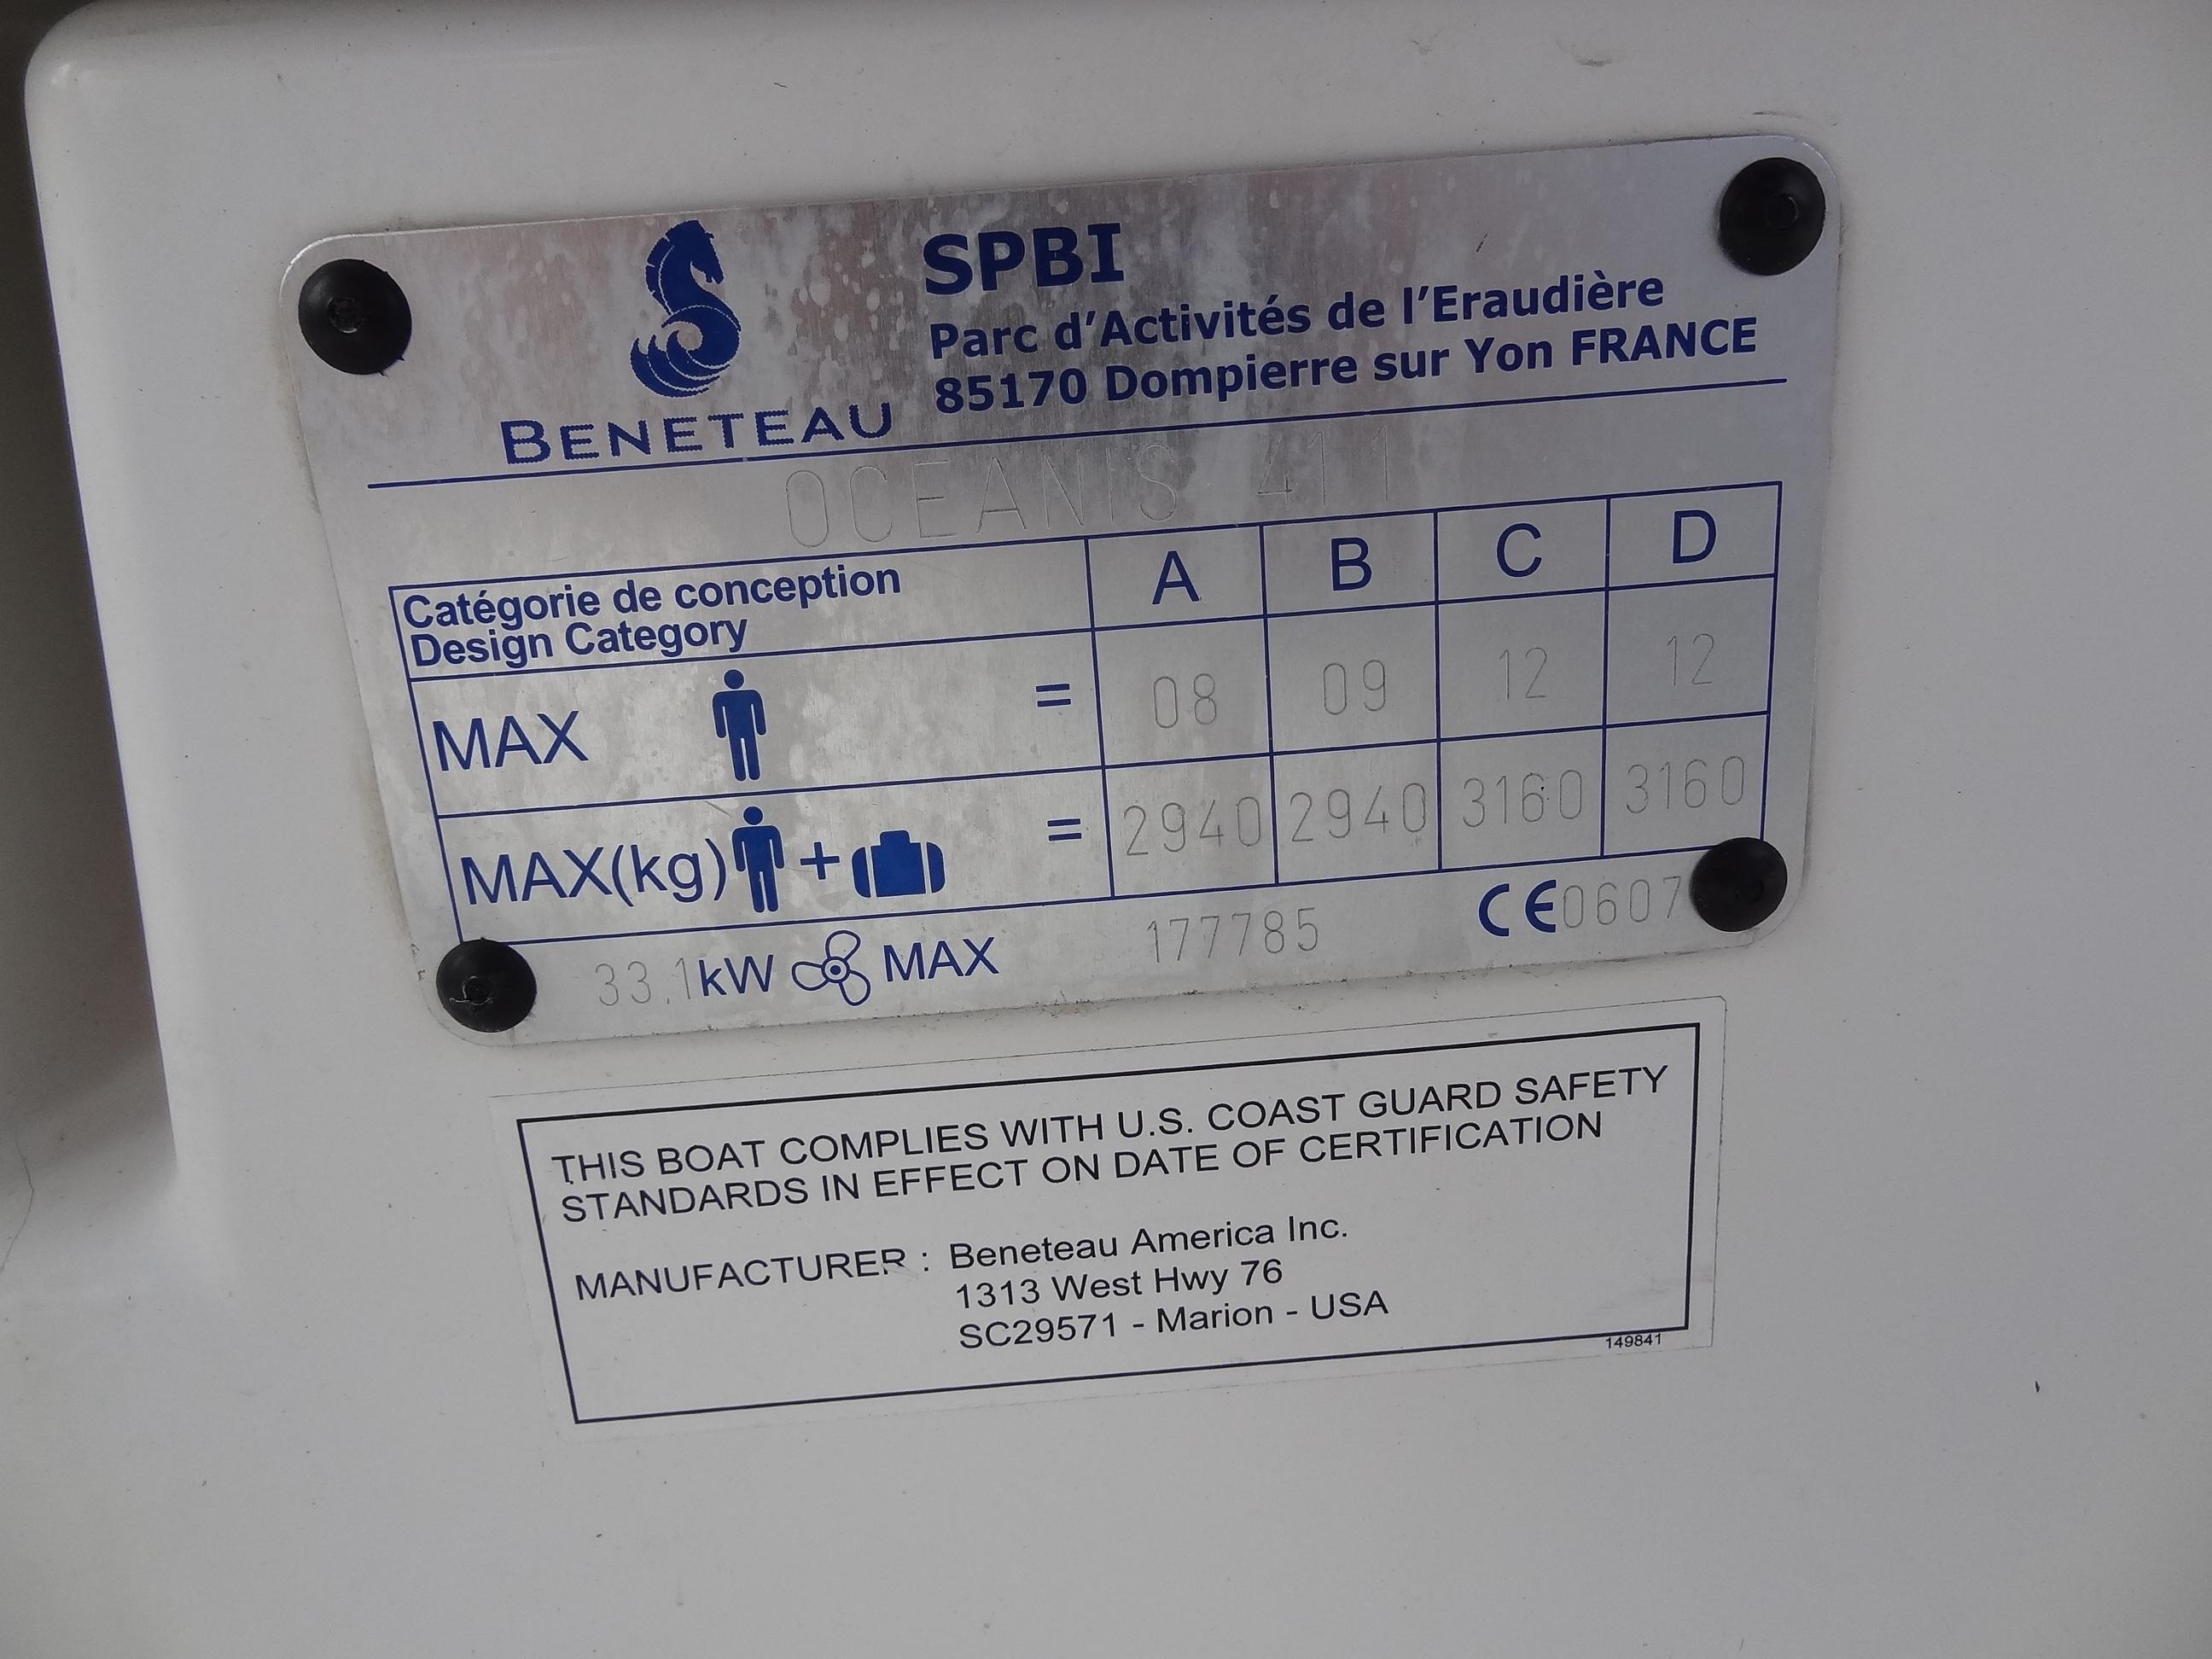 SPBI
Parc d'Activités de l'Eraudière
85170 Dompierre sur Yon FRANCE
BENETEAU
OCEANIS 411
Catégorie de conception
Design Category
A B C D
MAX = 08 09 12 12
MAX(kg) + = 2940 2940 3160 3160
33.1kW MAX 177785 CE0607
THIS BOAT COMPLIES WITH U.S. COAST GUARD SAFETY
STANDARDS IN EFFECT ON DATE OF CERTIFICATION
MANUFACTURER : Beneteau America Inc.
1313 West Hwy 76
SC29571 - Marion - USA
149841